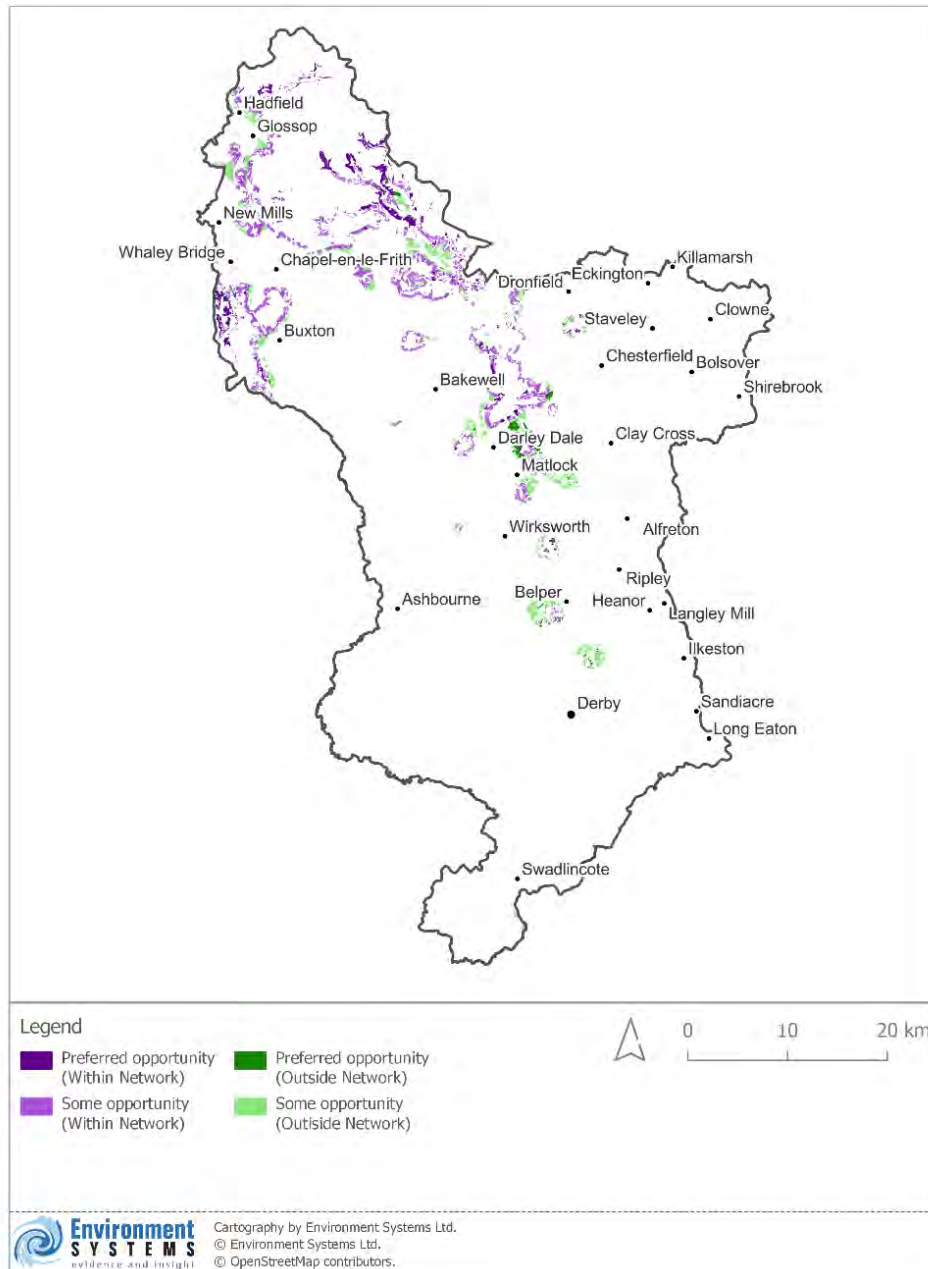 Hadfield
Glossop
New Mills
Whaley Bridge
Chapel-en-le-Frith
Dronfield
Eckington
Killamarsh
Staveley
Clowne
Buxton
Chesterfield
Bolsover
Bakewell
Shirebrook
Darley Dale
Clay Cross
Matlock
Wirksworth
Alfreton
Ripley
Ashbourne
Belper
Heanor
Langley Mill
Ilkeston
Derby
Sandiacre
Long Eaton
Swadlincote
Legend
Preferred opportunity
(Within Network)
Preferred opportunity
(Outside Network)
Some opportunity
(Within Network)
Some opportunity
(Outiside Network)
0 10 20 km
Environment
SYSTEMS
evidence and insight
Cartography by Environment Systems Ltd.
© Environment Systems Ltd.
© OpenStreetMap contributors.